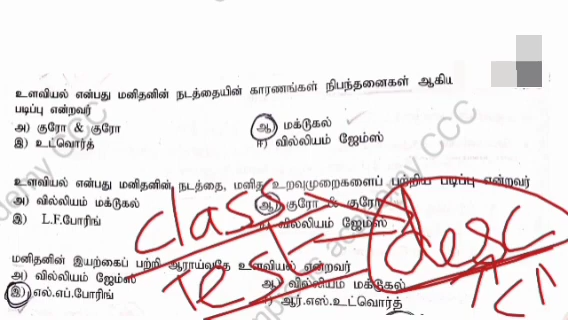 உளவியல் என்பது மனிதனின் நடத்தையின் காரணங்கள் நிபந்தனைகள் ஆகிய
படிப்பு என்றவர்
அ) குரோ & குரோ ஆ) மக்டுகல்
இ) உட்வொர்த் ஈ) வில்லியம் ஜேம்ஸ்
உளவியல் என்பது மனிதனின் நடத்தை, மனித உறவுமுறைகளைப் பற்றிய படிப்பு என்றவர்
அ) வில்லியம் மக்டுகல் ஆ) குரோ & குரோ
இ) L.F.போரிங் ஈ) வில்லியம் ஜேம்ஸ்
class
desc
மனிதனின் இயற்கைப் பற்றி ஆராய்வதே உளவியல் என்றவர்
Test
அ) வில்லியம் ஜேம்ஸ் ஆ) வில்லியம் மக்கேல்
இ) எல்.எப்.போரிங் ஈ) ஆர்.எஸ்.உட்வொர்த்